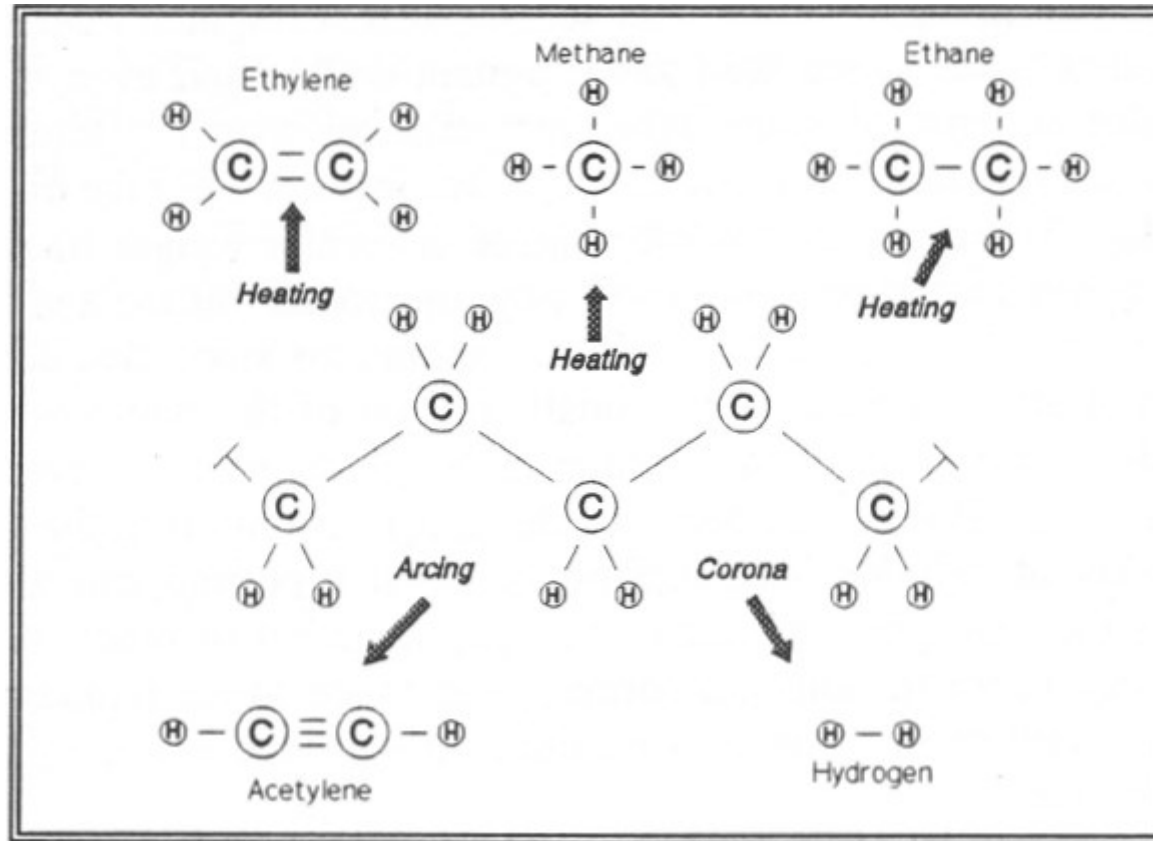 Ethylene
Methane
Ethane
H
H
H
H
H
C = C
H - C - H
H - C - C - H
H
H
H
H
H
Heating
Heating
Heating
H H
H H
C
C
C
C
C
H H
H H
H H
Arcing
Corona
H - C ≡ C - H
H - H
Acetylene
Hydrogen